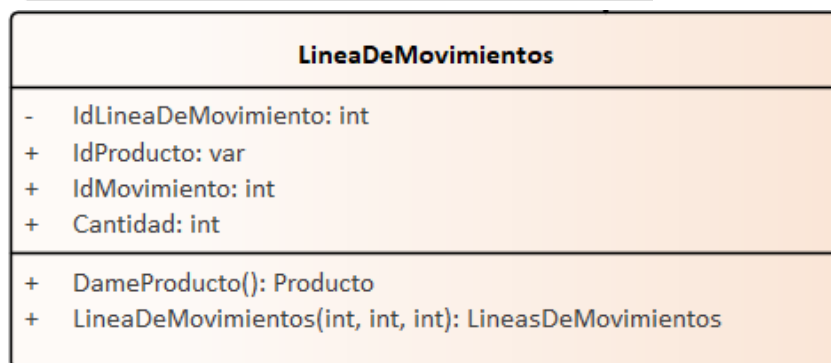 LineaDeMovimientos
- IdLineaDeMovimiento: int
+ IdProducto: var
+ IdMovimiento: int
+ Cantidad: int
+ DameProducto(): Producto
+ LineaDeMovimientos(int, int, int): LineasDeMovimientos